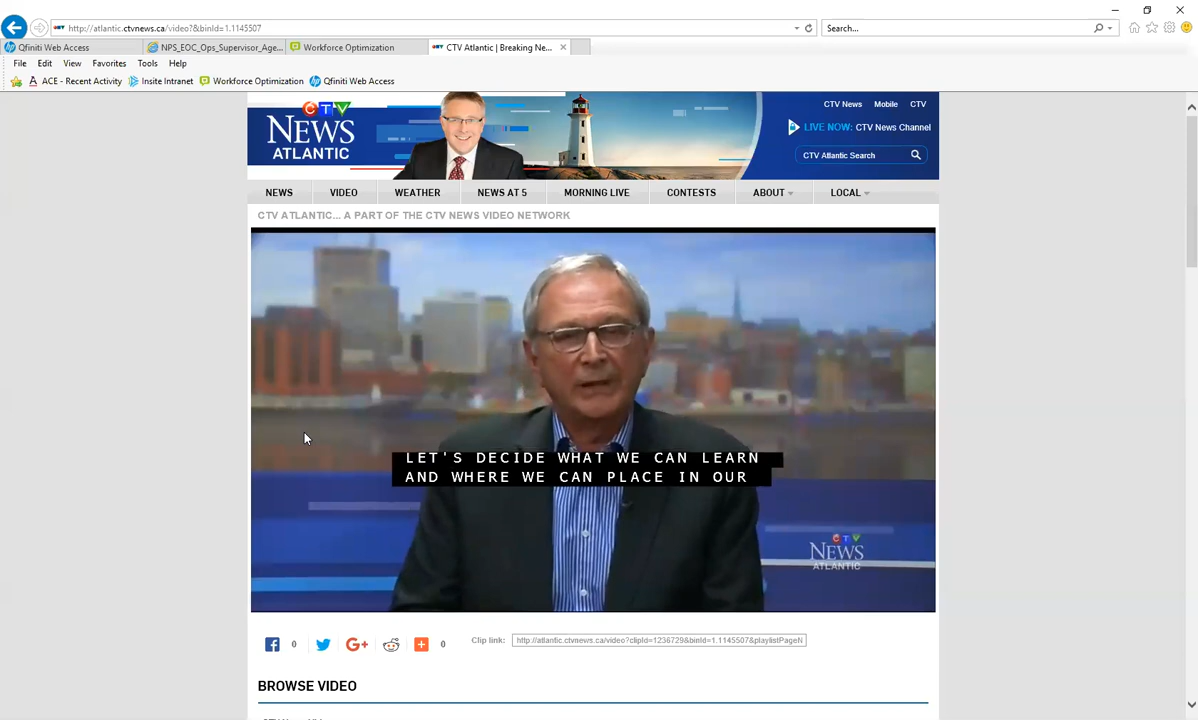 http://atlantic.ctvnews.ca/video?&binId=1.1145507
Search...
Qfiniti Web Access
NPS_EOC_Ops_Supervisor_Age...
Workforce Optimization
CTV Atlantic | Breaking Ne...
File Edit View Favorites Tools Help
ACE - Recent Activity Insite Intranet Workforce Optimization Qfiniti Web Access
CTV
NEWS
ATLANTIC
CTV News Mobile CTV
LIVE NOW: CTV News Channel
CTV Atlantic Search
NEWS VIDEO WEATHER NEWS AT 5 MORNING LIVE CONTESTS ABOUT LOCAL
CTV ATLANTIC... A PART OF THE CTV NEWS VIDEO NETWORK
LET'S DECIDE WHAT WE CAN LEARN
AND WHERE WE CAN PLACE IN OUR
CTV
NEWS
ATLANTIC
0 G+ 0
Clip link: http://atlantic.ctvnews.ca/video?clipId=1236729&binId=1.1145507&playlistPageN
BROWSE VIDEO